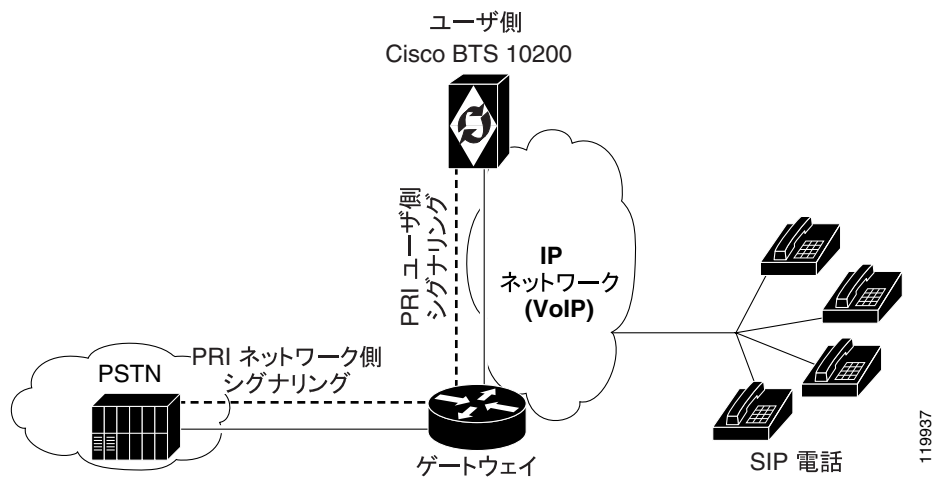 ユーザ側
Cisco BTS 10200
PRI ユーザ側
シグナリング
IP
ネットワーク
(VoIP)
PSTN
PRI ネットワーク側
シグナリング
ゲートウェイ
SIP 電話
119937